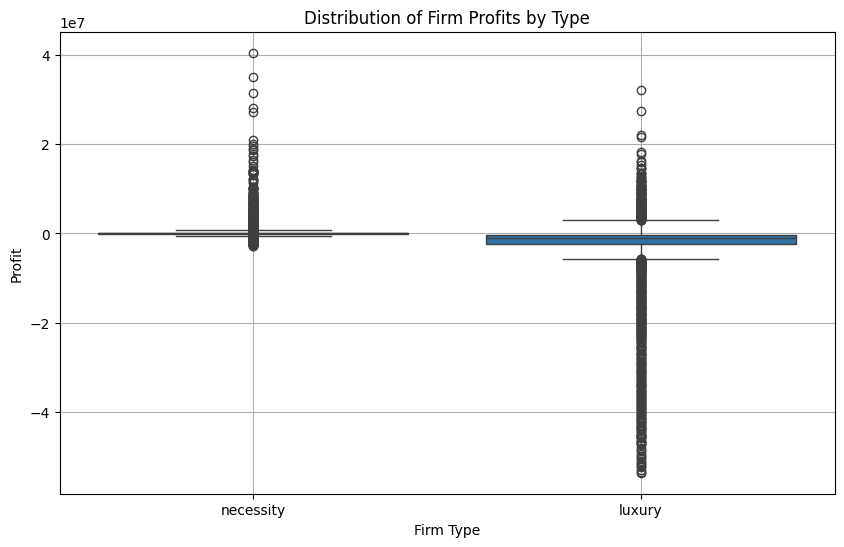 Distribution of Firm Profits by Type
1e7
4
2
0
−2
−4
Profit
necessity
luxury
Firm Type